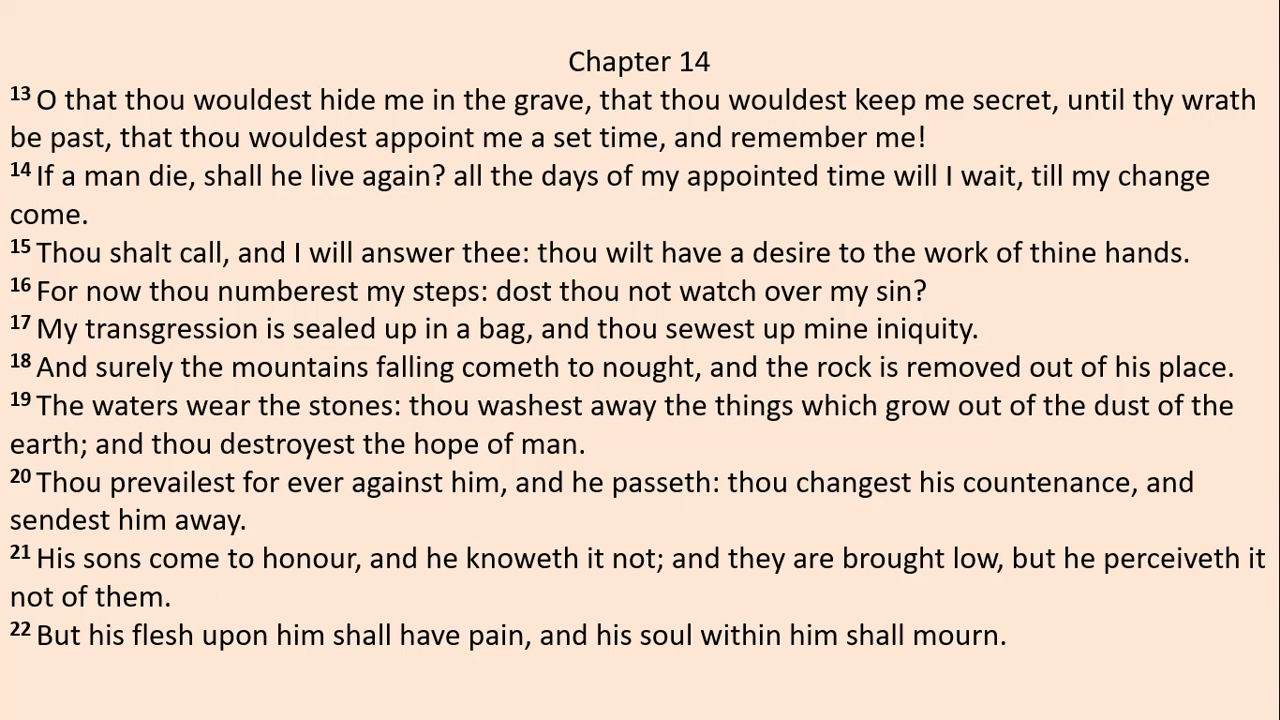 Chapter 14
13 O that thou wouldest hide me in the grave, that thou wouldest keep me secret, until thy wrath
be past, that thou wouldest appoint me a set time, and remember me!
14 If a man die, shall he live again? all the days of my appointed time will I wait, till my change
come.
15 Thou shalt call, and I will answer thee: thou wilt have a desire to the work of thine hands.
16 For now thou numberest my steps: dost thou not watch over my sin?
17 My transgression is sealed up in a bag, and thou sewest up mine iniquity.
18 And surely the mountains falling cometh to nought, and the rock is removed out of his place.
19 The waters wear the stones: thou washest away the things which grow out of the dust of the
earth; and thou destroyest the hope of man.
20 Thou prevailest for ever against him, and he passeth: thou changest his countenance, and
sendest him away.
21 His sons come to honour, and he knoweth it not; and they are brought low, but he perceiveth it
not of them.
22 But his flesh upon him shall have pain, and his soul within him shall mourn.